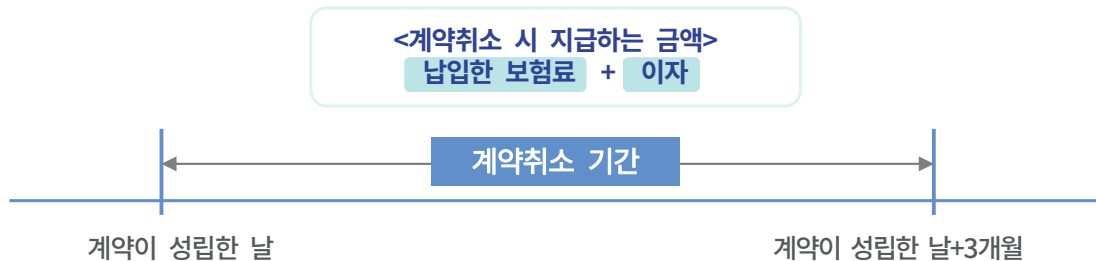 <계약취소 시 지급하는 금액>
납입한 보험료 + 이자
계약취소 기간
계약이 성립한 날
계약이 성립한 날+3개월